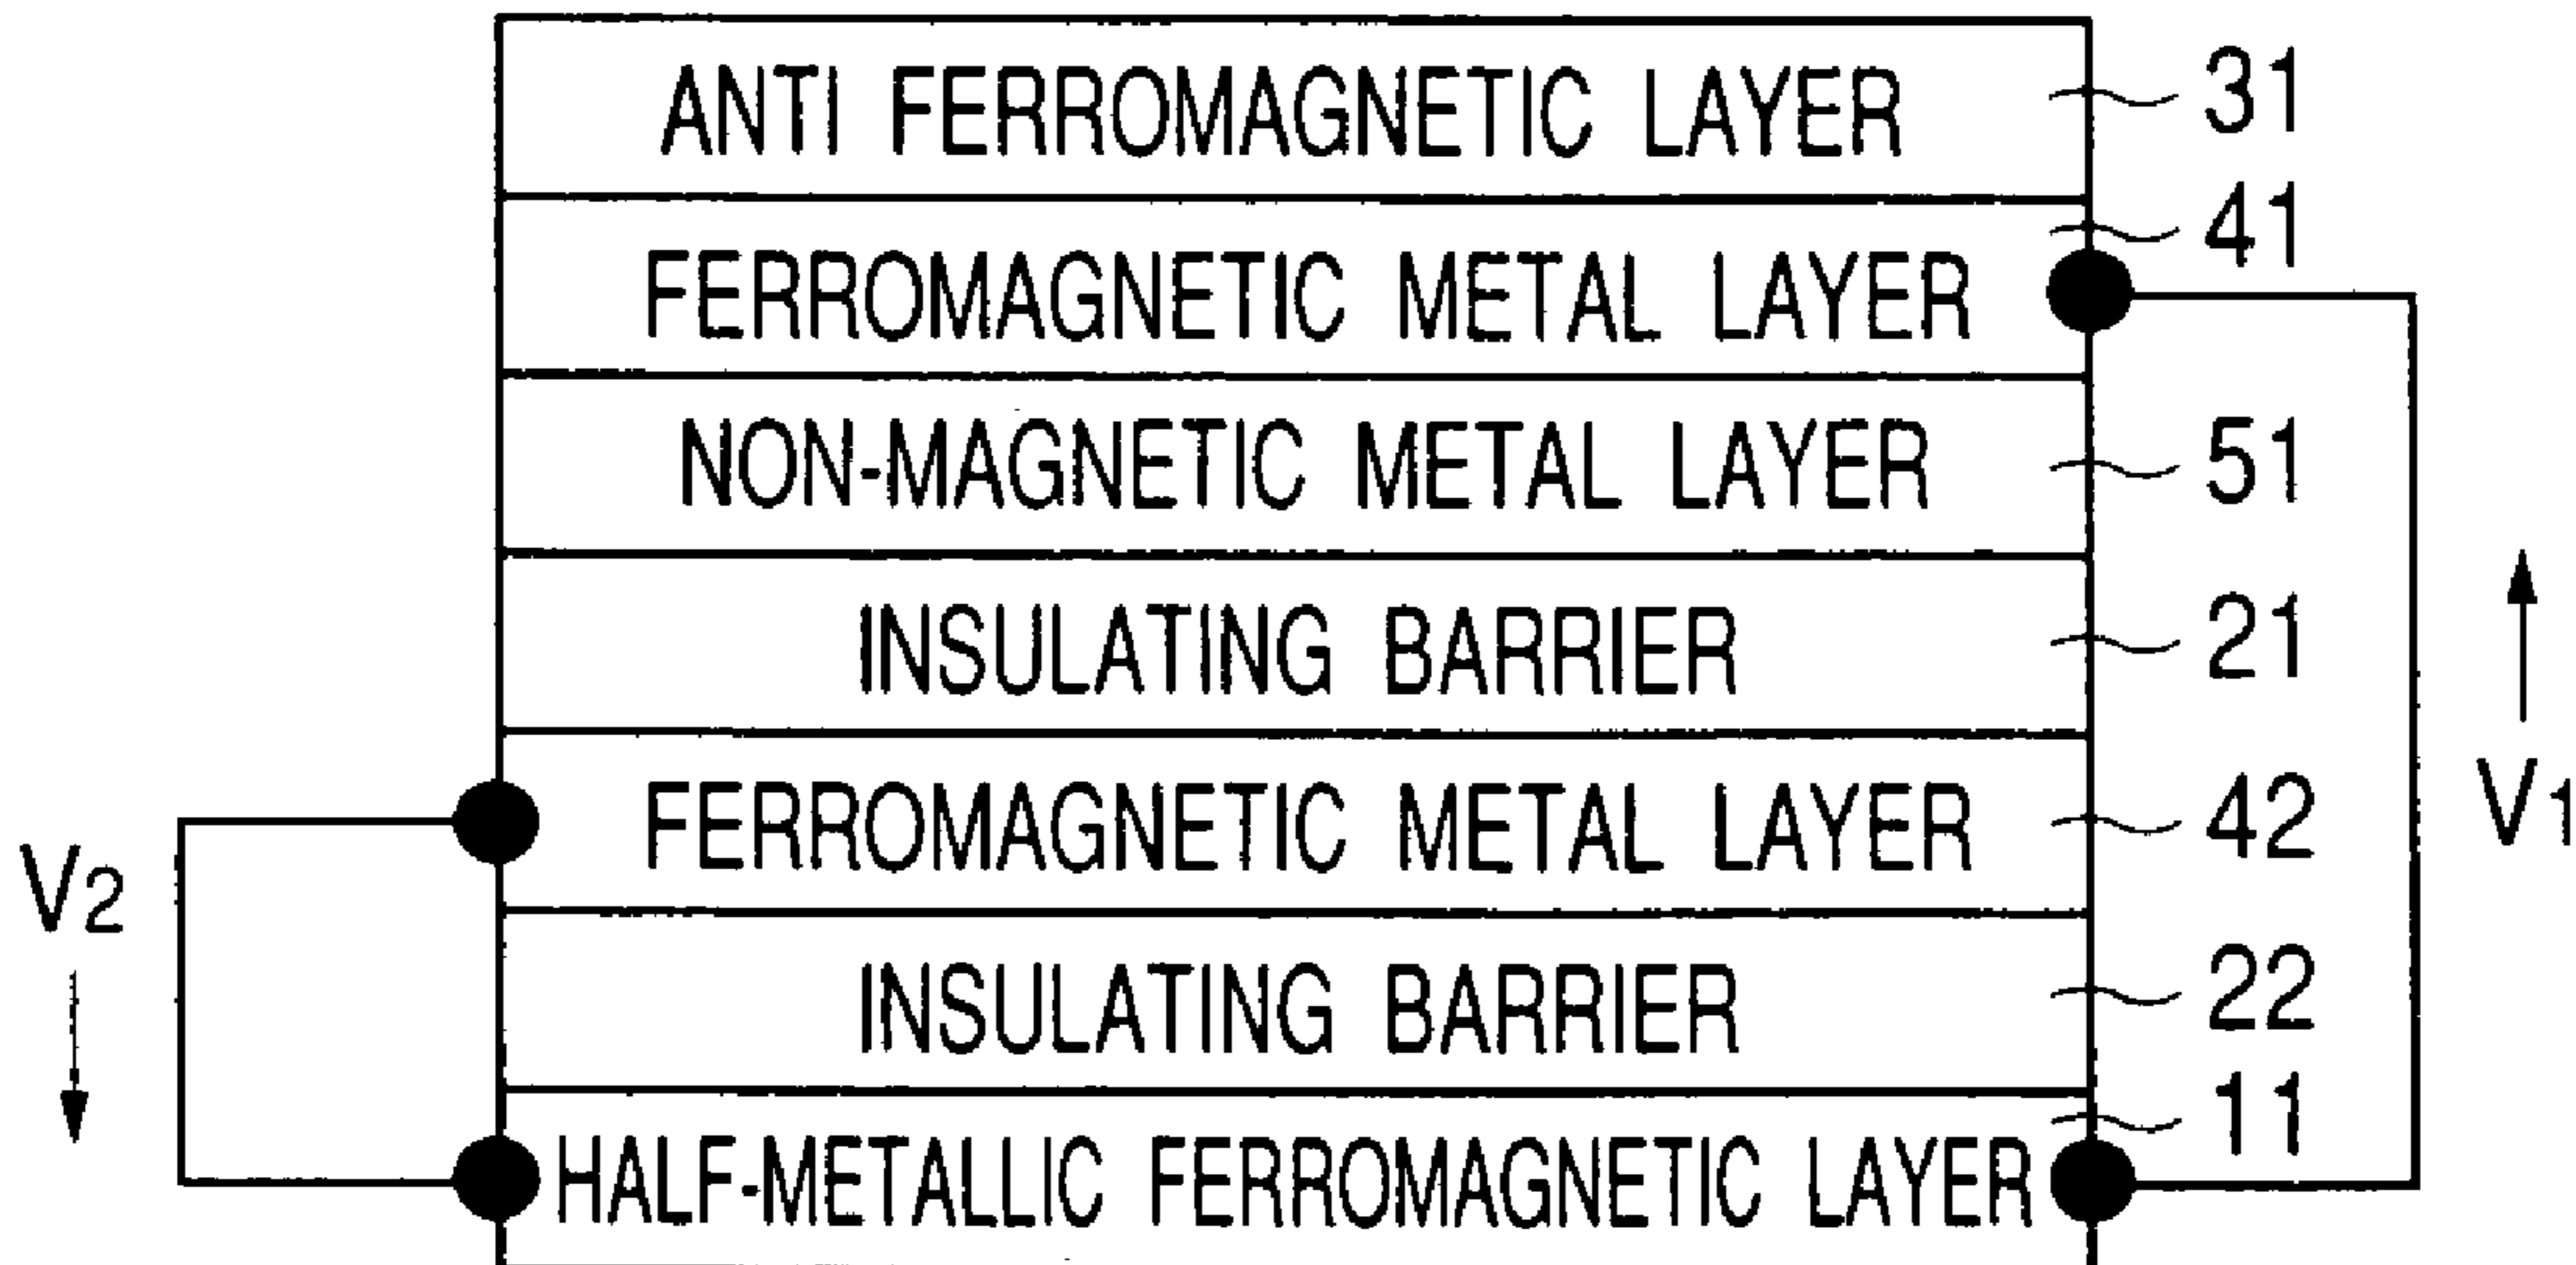 ANTI FERROMAGNETIC LAYER 31
41
FERROMAGNETIC METAL LAYER
NON-MAGNETIC METAL LAYER 51
INSULATING BARRIER 21
FERROMAGNETIC METAL LAYER 42
V1
V2
INSULATING BARRIER 22
11
HALF-METALLIC FERROMAGNETIC LAYER